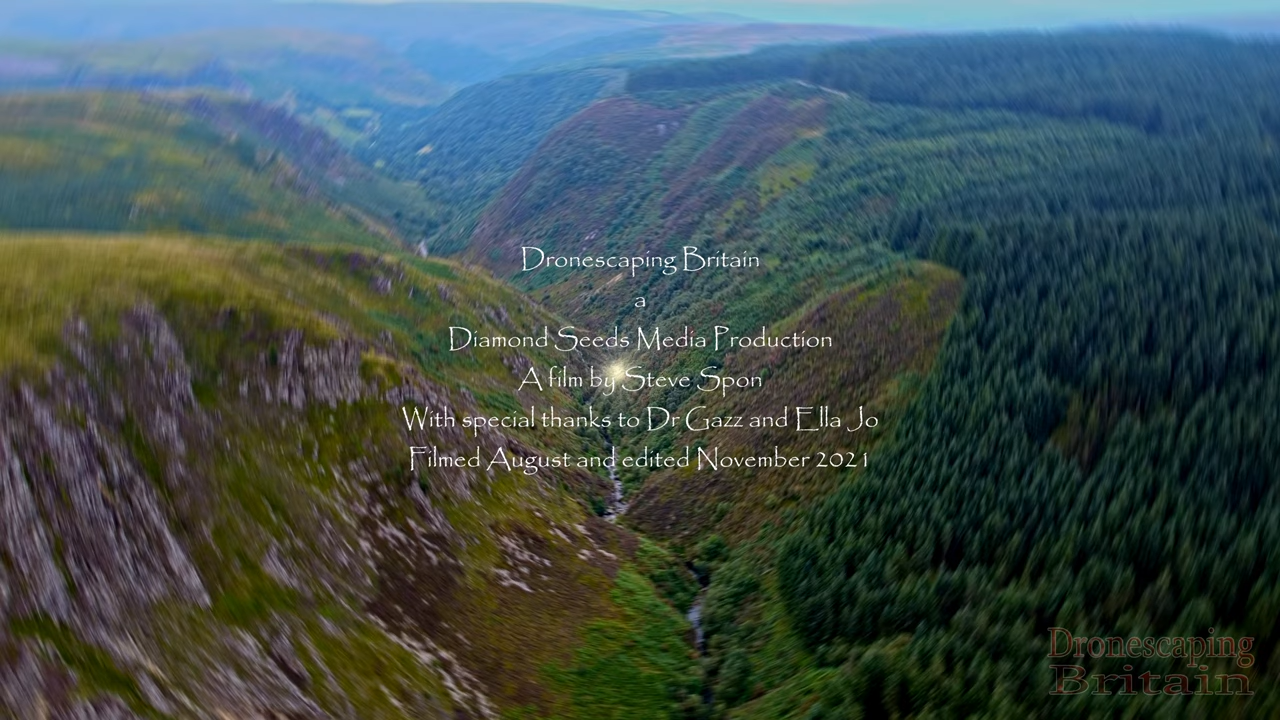 Dronescaping Britain
a
Diamond Seeds Media Production
A film by Steve Spon
With special thanks to Dr Gazz and Ella Jo
Filmed August and edited November 2021
Dronescaping
Britain